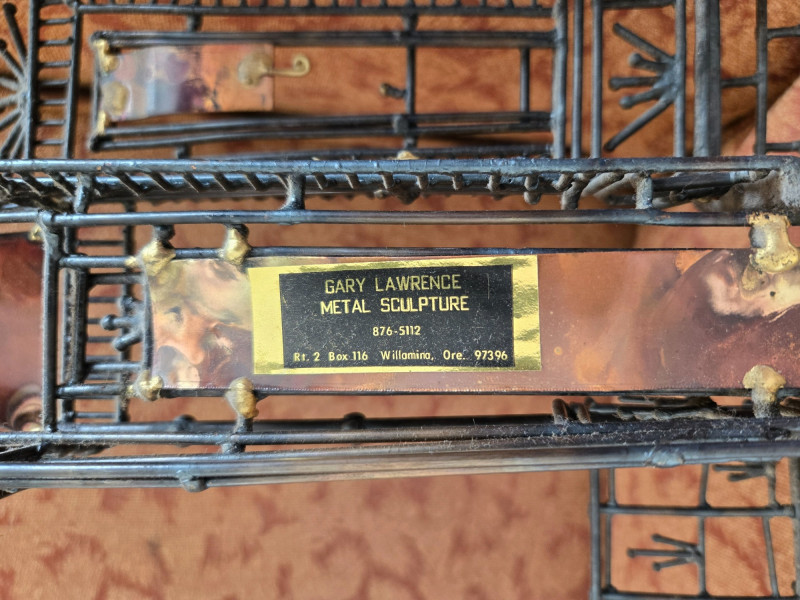 GARY LAWRENCE
METAL SCULPTURE
876-5112
Rt. 2 Box 116 Willamina, Ore. 97396